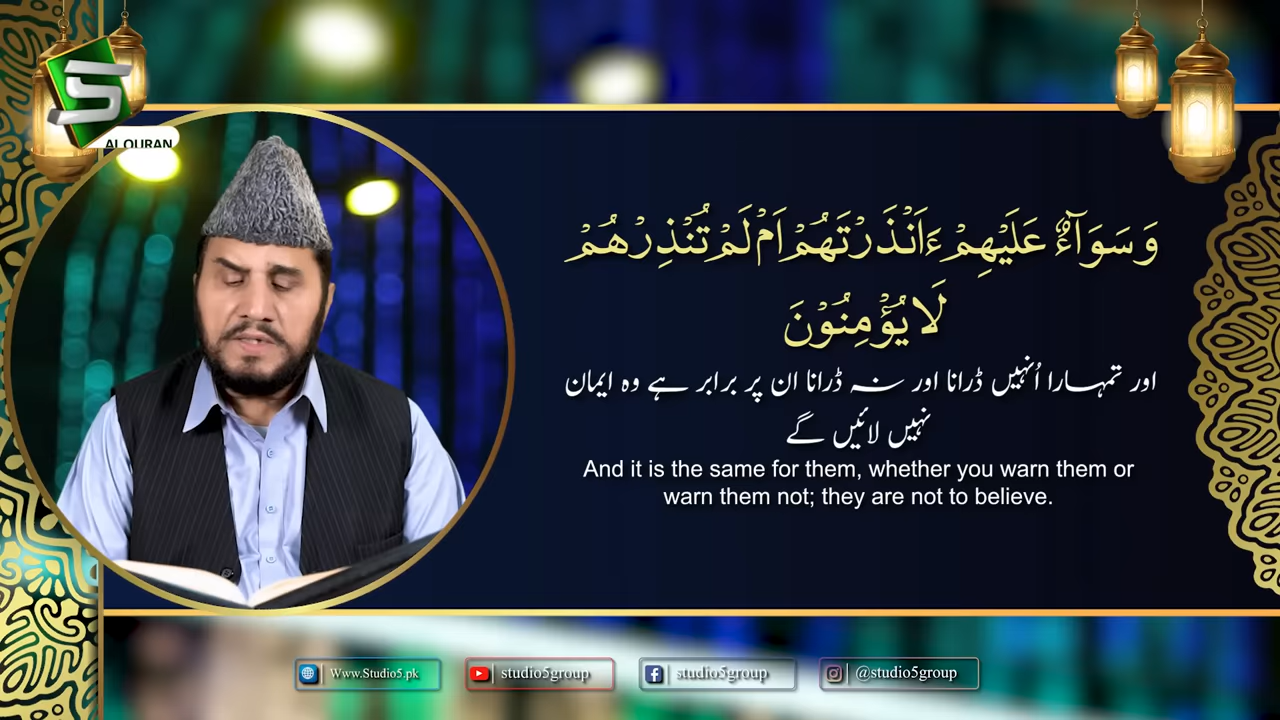 S
AL QURAN
وَ سَوَآءٌ عَلَیْهِمْ ءَاَنْذَرْتَهُمْ اَمْ لَمْ تُنْذِرْهُمْ
لَا یُؤْمِنُوْنَ
اور تمہارا اُنہیں ڈرانا اور نہ ڈرانا ان پر برابر ہے وہ ایمان
نہیں لائیں گے
And it is the same for them, whether you warn them or
warn them not; they are not to believe.
Www.Studio5.pk
studio5group
studio5group
@studio5group